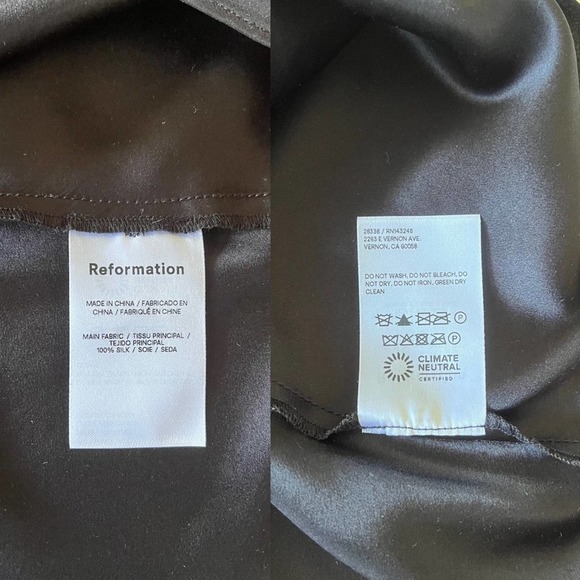 Reformation
MADE IN CHINA / FABRICADO EN
CHINA / FABRIQUÉ EN CHINE
MAIN FABRIC / TISSU PRINCIPAL /
TEJIDO PRINCIPAL
100% SILK / SOIE / SEDA
26338 / RN143246
2263 E VERNON AVE.
VERNON, CA 90058
DO NOT WASH, DO NOT BLEACH, DO
NOT DRY, DO NOT IRON, GREEN DRY
CLEAN
P
P
CLIMATE
NEUTRAL
CERTIFIED